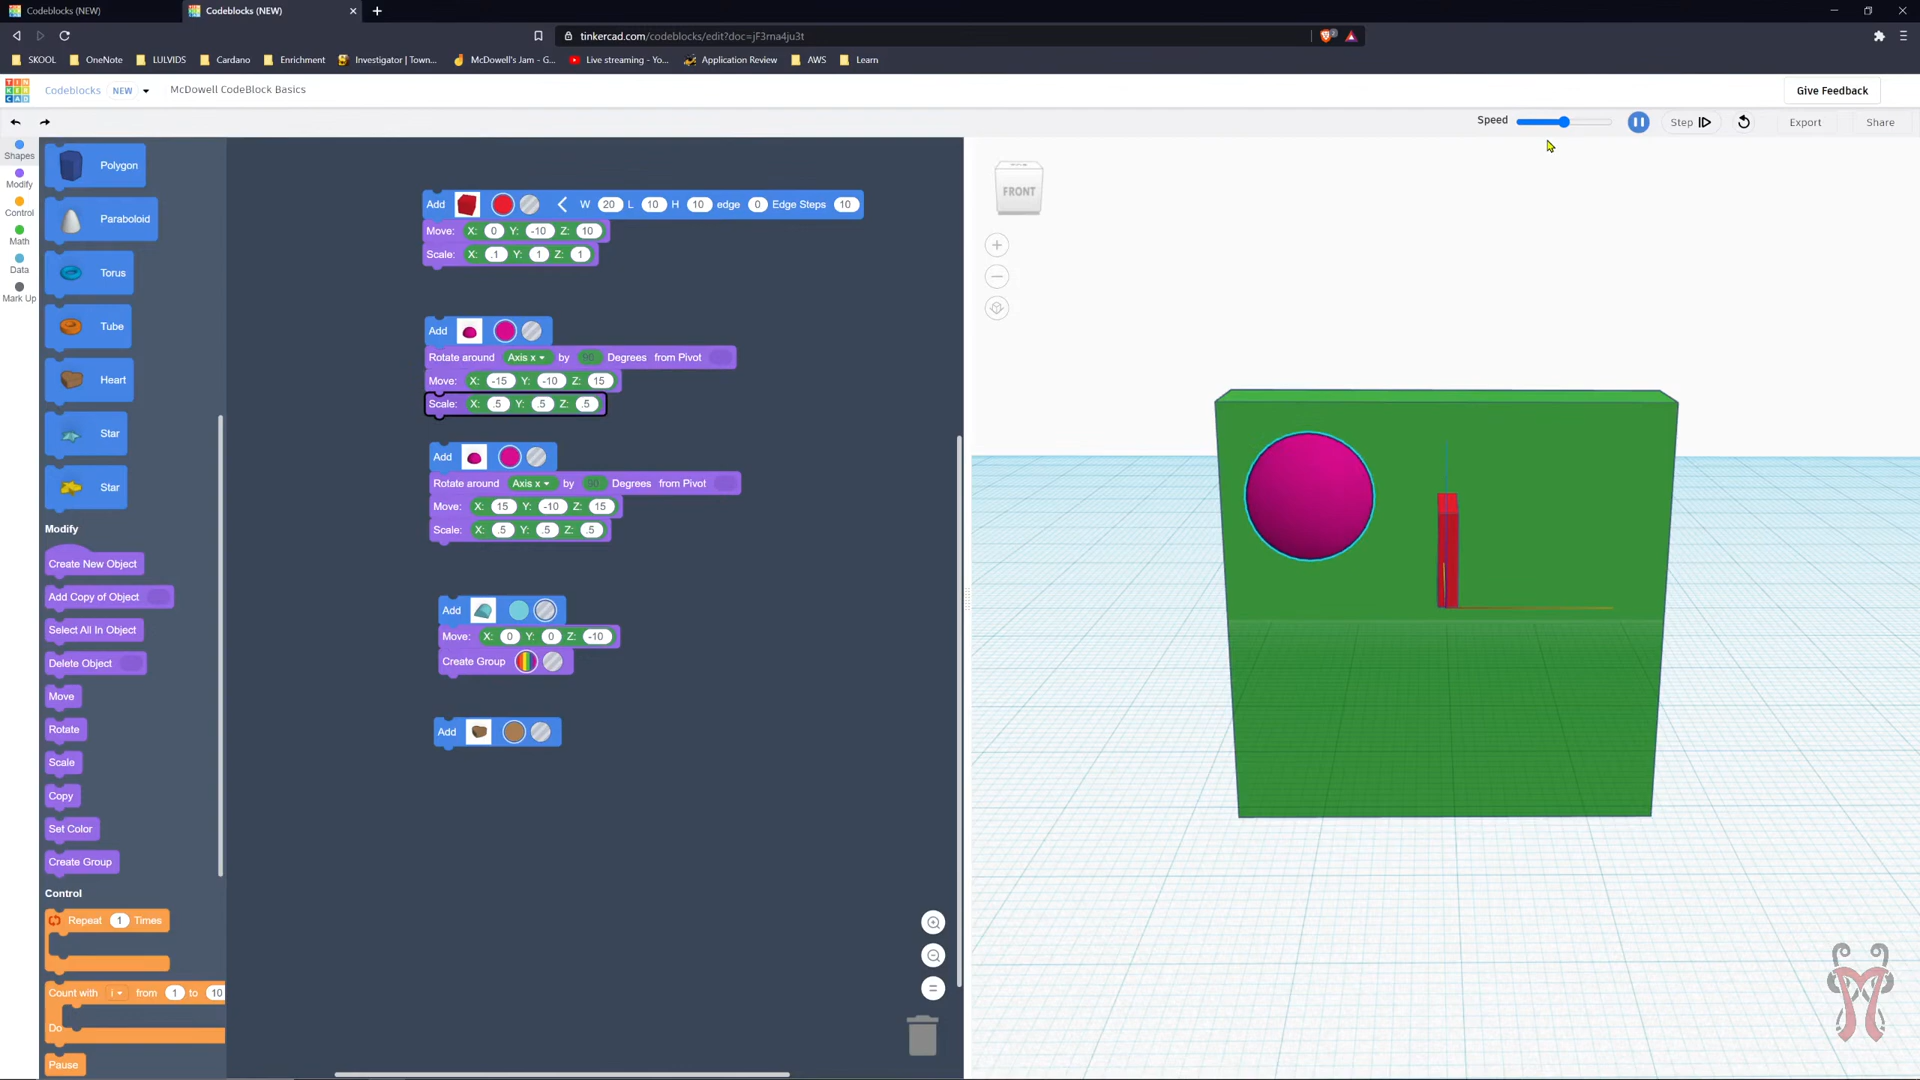 Codeblocks (NEW)
Codeblocks (NEW)
tinkercad.com/codeblocks/edit?doc=jF3ma4ju3t
SKOOL
OneNote
LULVIDS
Cardano
Enrichment
Investigator | Town...
McDowell's Jam - G...
Live streaming - Yo...
Application Review
AWS
Learn
TIN
KER
CAD
Codeblocks NEW
McDowell CodeBlock Basics
Give Feedback
Speed
Step
Export
Share
Shapes
Modify
Control
Math
Data
Mark Up
Polygon
Paraboloid
Torus
Tube
Heart
Star
Star
Modify
Create New Object
Add Copy of Object
Select All In Object
Delete Object
Move
Rotate
Scale
Copy
Set Color
Create Group
Control
Repeat 1 Times
Count with i from 1 to 10
Do
Pause
Add W 20 L 10 H 10 edge 0 Edge Steps 10
Move: X: 0 Y: -10 Z: 10
Scale: X: .1 Y: 1 Z: 1
Add
Rotate around Axis x by 90 Degrees from Pivot
Move: X: -15 Y: -10 Z: 15
Scale: X: .5 Y: .5 Z: .5
Add
Rotate around Axis x by 90 Degrees from Pivot
Move: X: 15 Y: -10 Z: 15
Scale: X: .5 Y: .5 Z: .5
Add
Move: X: 0 Y: 0 Z: -10
Create Group
Add
FRONT